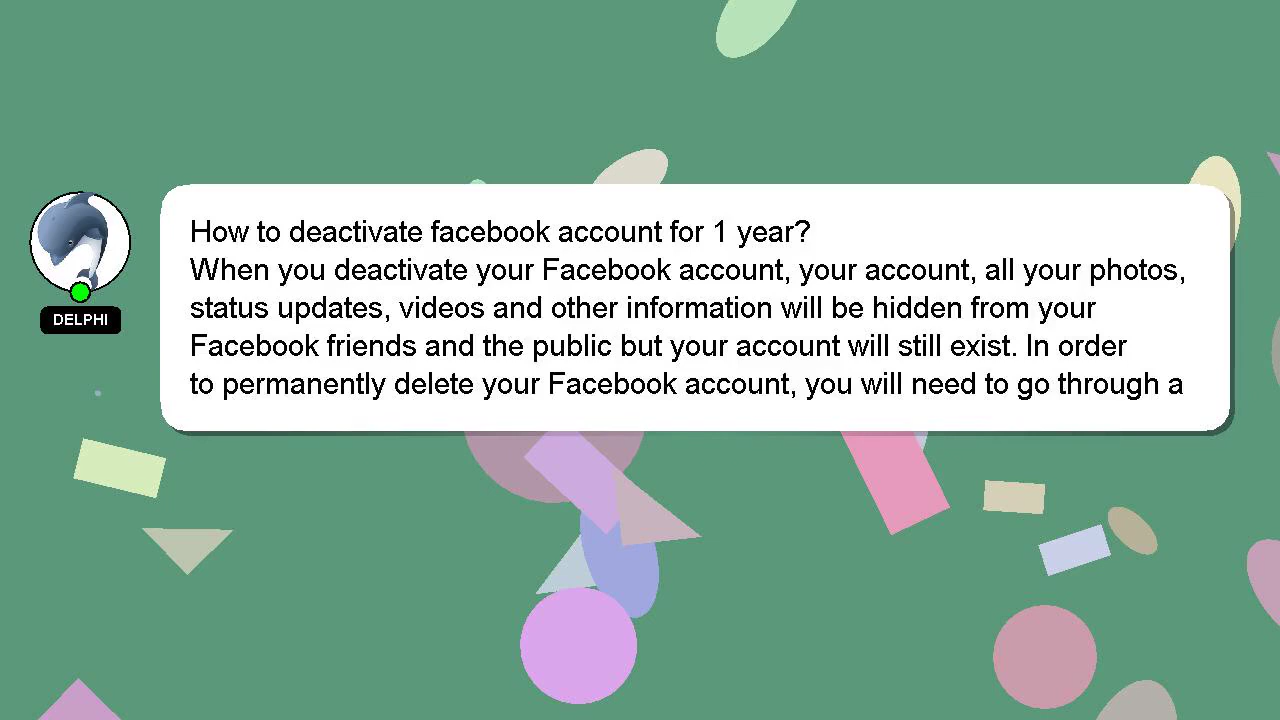 How to deactivate facebook account for 1 year?
When you deactivate your Facebook account, your account, all your photos,
status updates, videos and other information will be hidden from your
Facebook friends and the public but your account will still exist. In order
to permanently delete your Facebook account, you will need to go through a
DELPHI